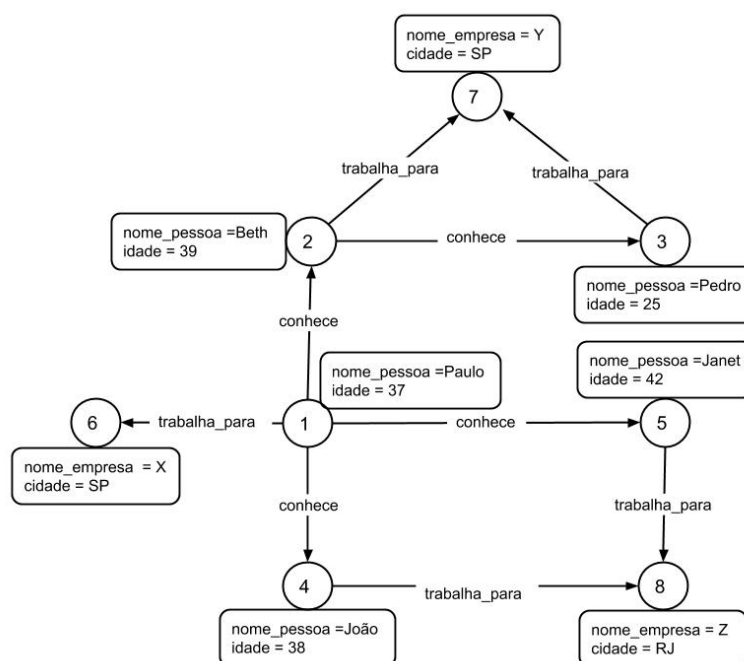 nome_empresa = Y
cidade = SP
7
trabalha_para
trabalha_para
nome_pessoa =Beth
idade = 39
2
conhece
3
nome_pessoa =Pedro
idade = 25
conhece
nome_pessoa =Paulo
idade = 37
nome_pessoa =Janet
idade = 42
6
trabalha_para
1
conhece
5
nome_empresa = X
cidade = SP
conhece
trabalha_para
4
trabalha_para
8
nome_pessoa =João
idade = 38
nome_empresa = Z
cidade = RJ